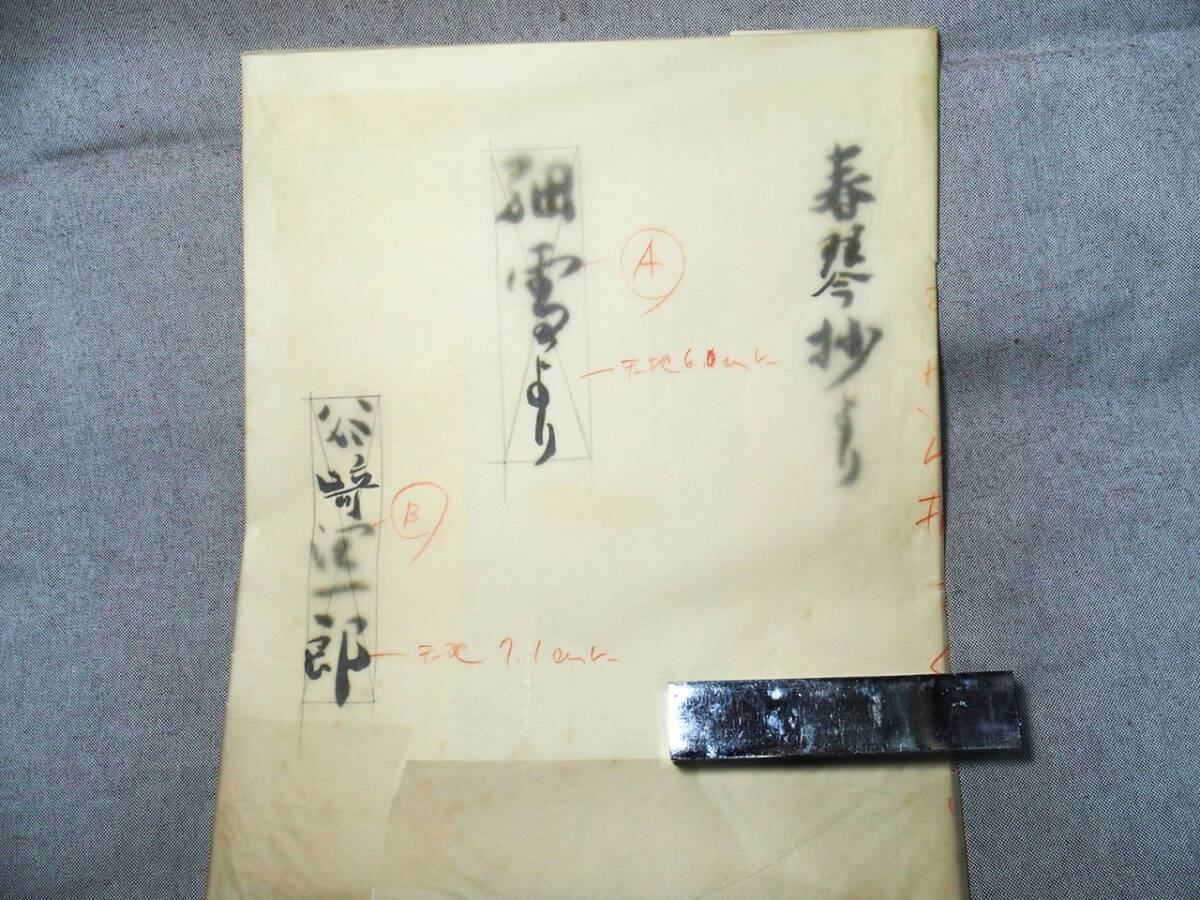 春琴抄より
細雪より
A
天地6.0cmに
谷崎潤一郎
B
天地 7.1cmに